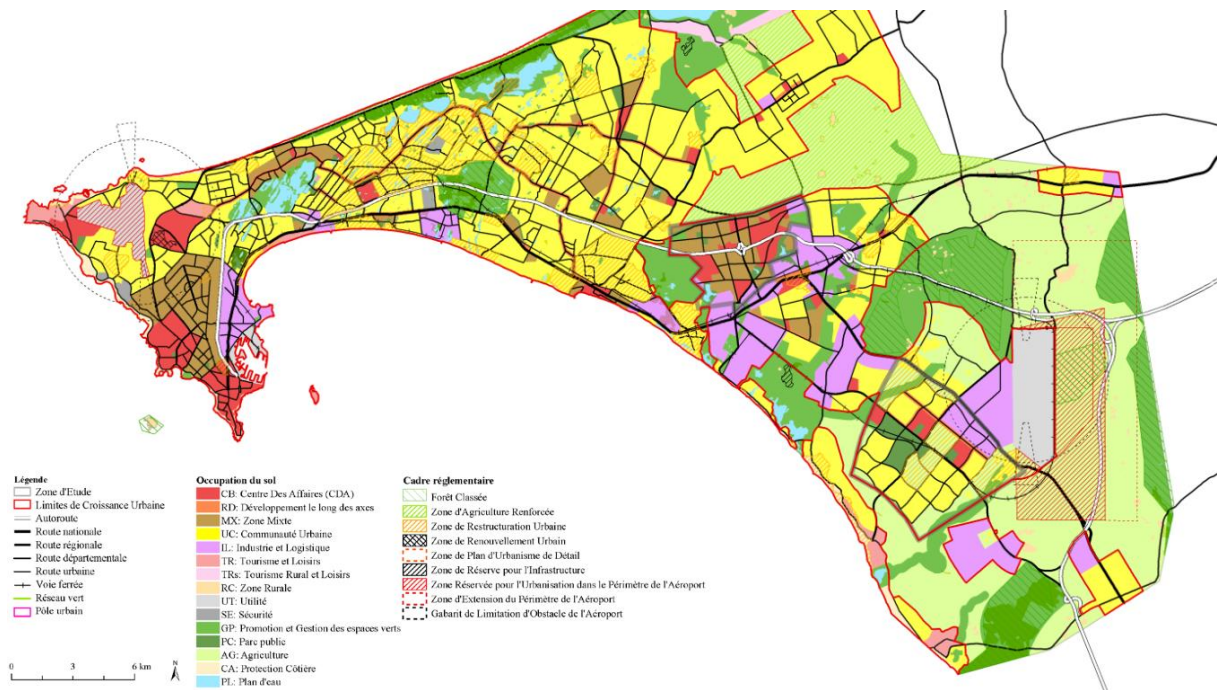 Légende
Zone d'Etude
Limites de Croissance Urbaine
Autoroute
Route nationale
Route régionale
Route départementale
Route urbaine
Voie ferrée
Réseau vert
Pôle urbain
0 3 6 km
N
Occupation du sol
CB: Centre Des Affaires (CDA)
RD: Développement le long des axes
MX: Zone Mixte
UC: Communauté Urbaine
IL: Industrie et Logistique
TR: Tourisme et Loisirs
TRs: Tourisme Rural et Loisirs
RC: Zone Rurale
UT: Utilité
SE: Sécurité
GP: Promotion et Gestion des espaces verts
PC: Parc public
AG: Agriculture
CA: Protection Côtière
PL: Plan d'eau
Cadre réglementaire
Forêt Classée
Zone d'Agriculture Renforcée
Zone de Restructuration Urbaine
Zone de Renouvellement Urbain
Zone de Plan d'Urbanisme de Détail
Zone de Réserve pour l'Infrastructure
Zone Réservée pour l'Urbanisation dans le Périmètre de l'Aéroport
Zone d'Extension du Périmètre de l'Aéroport
Gabarit de Limitation d'Obstacle de l'Aéroport